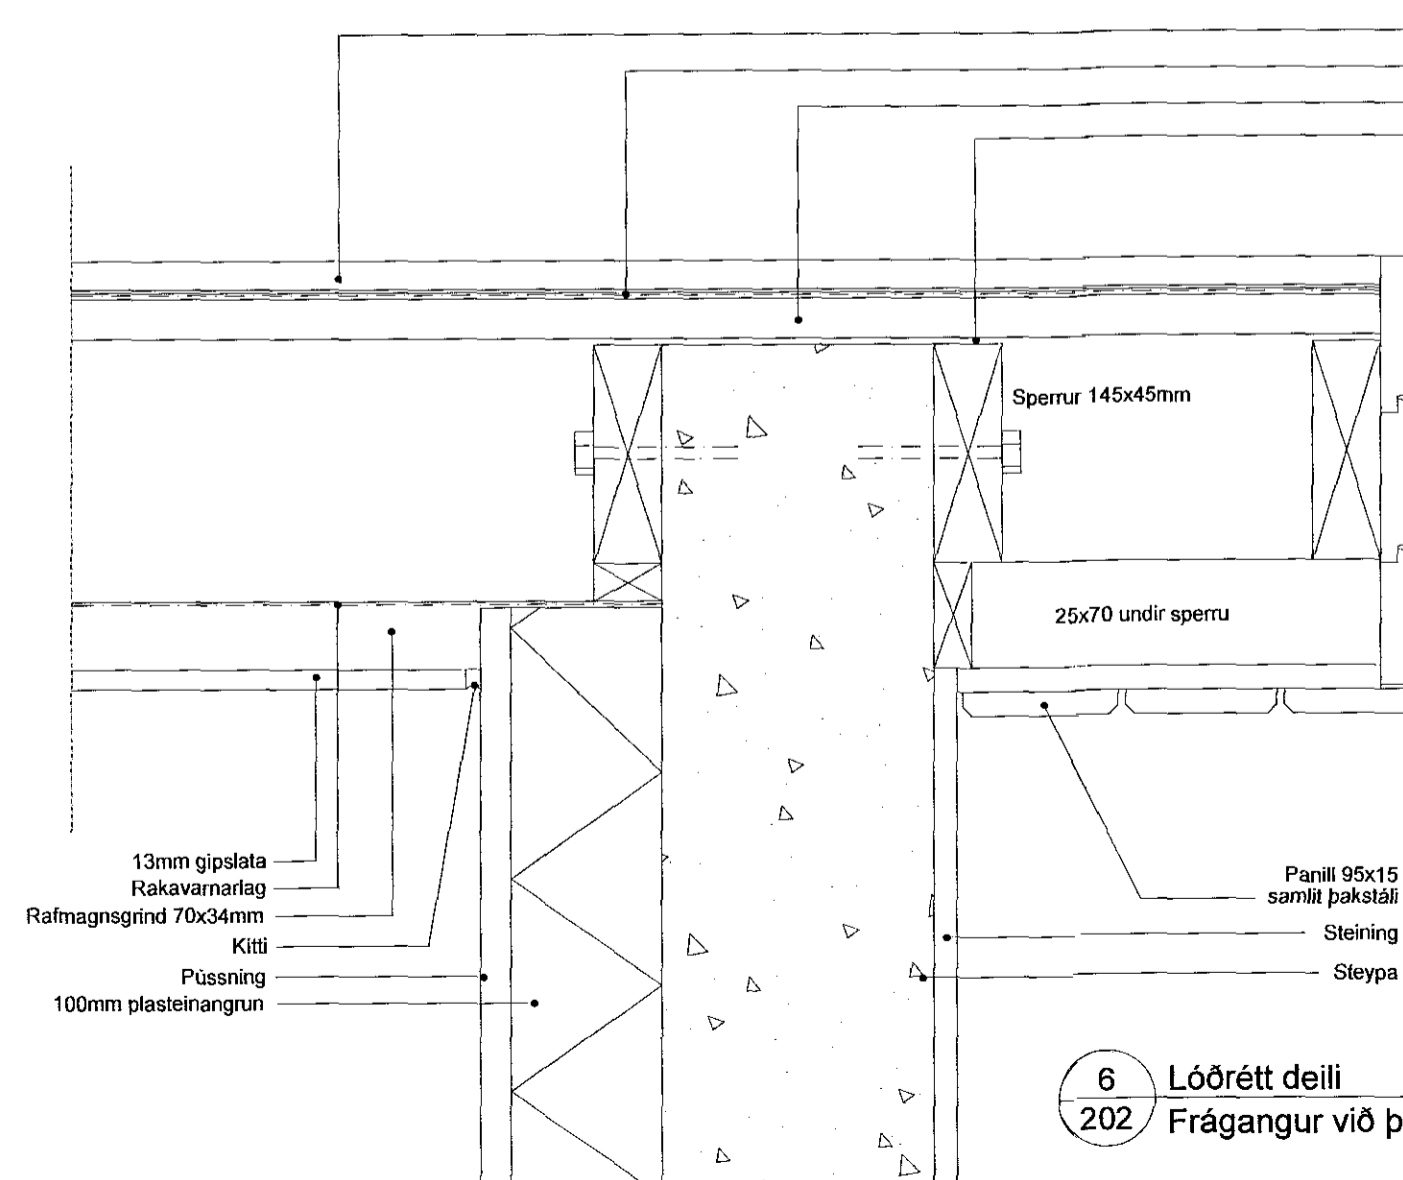 Sperrur 145x45mm
25x70 undir sperru
13mm gipslata
Rakavarnarlag
Rafmagnsgrind 70x34mm
Kitti
Pússning
100mm plasteinangrun
Panill 95x15
samlit þakstáli
Steining
Steypa
6
202
Lóðrétt deili
Frágangur við þ